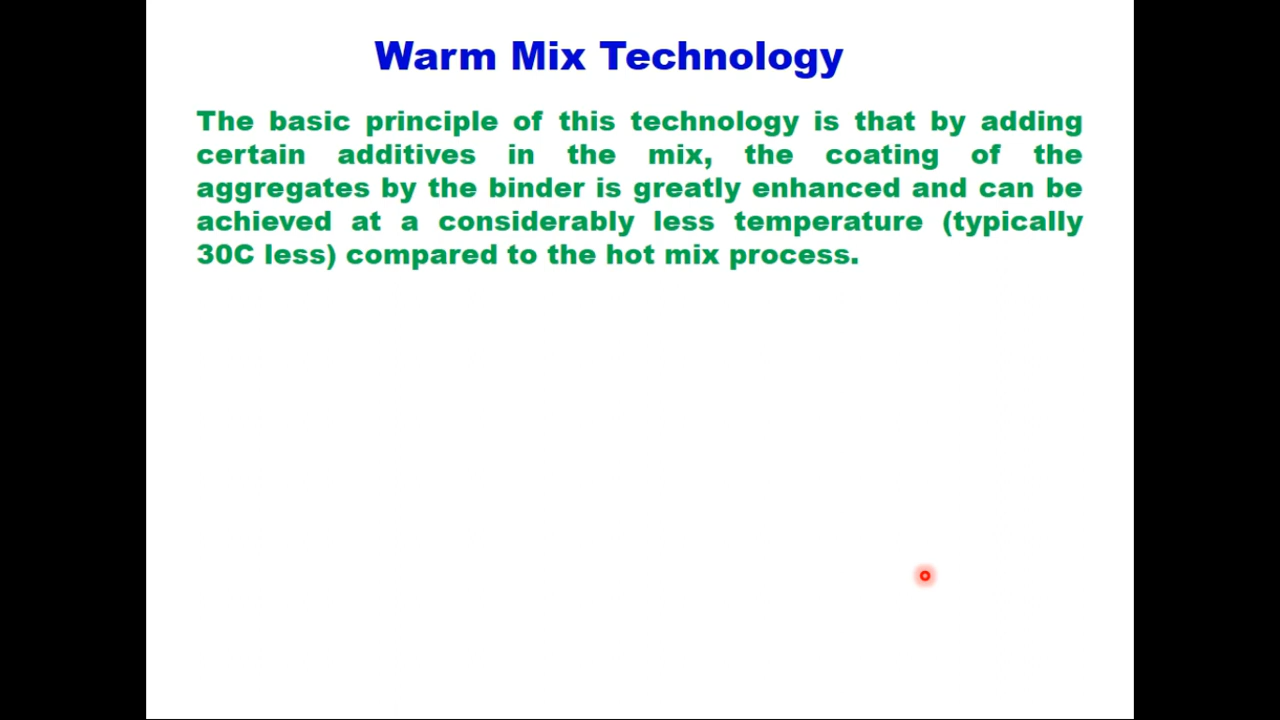 Warm Mix Technology
The basic principle of this technology is that by adding
certain additives in the mix, the coating of the
aggregates by the binder is greatly enhanced and can be
achieved at a considerably less temperature (typically
30C less) compared to the hot mix process.